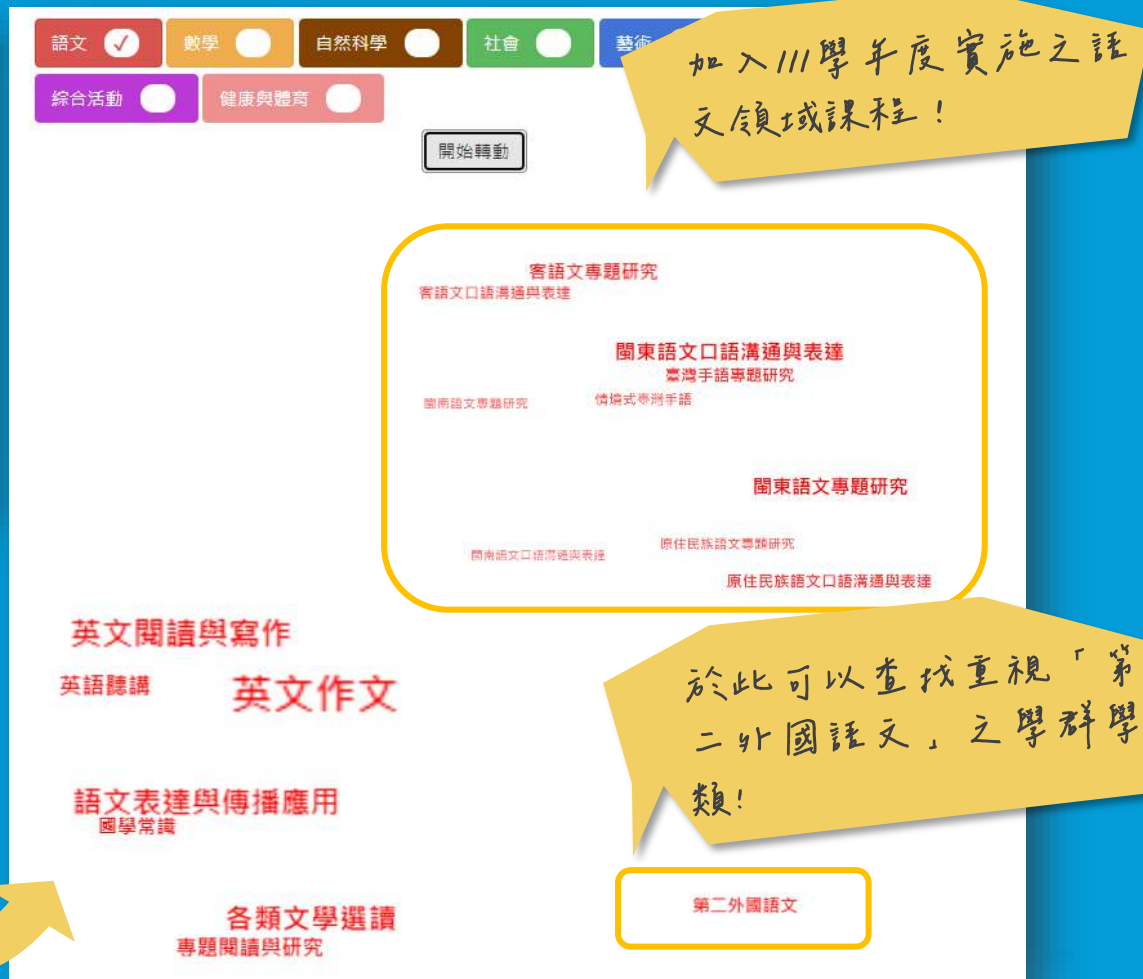 語文
數學
自然科學
社會
藝術
綜合活動
健康與體育
開始轉動
加入111學年度實施之語
文領域課程！
客語文專題研究
客語文口語溝通與表達
閩東語文口語溝通與表達
臺灣手語專題研究
情境式臺灣手語
閩南語文專題研究
閩東語文專題研究
原住民族語文專題研究
閩南語文口語溝通與表達
原住民族語文口語溝通與表達
英文閱讀與寫作
英語聽講
英文作文
於此可以查找重視「第
二外國語文」之學群學
類！
語文表達與傳播應用
國學常識
第二外國語文
各類文學選讀
專題閱讀與研究